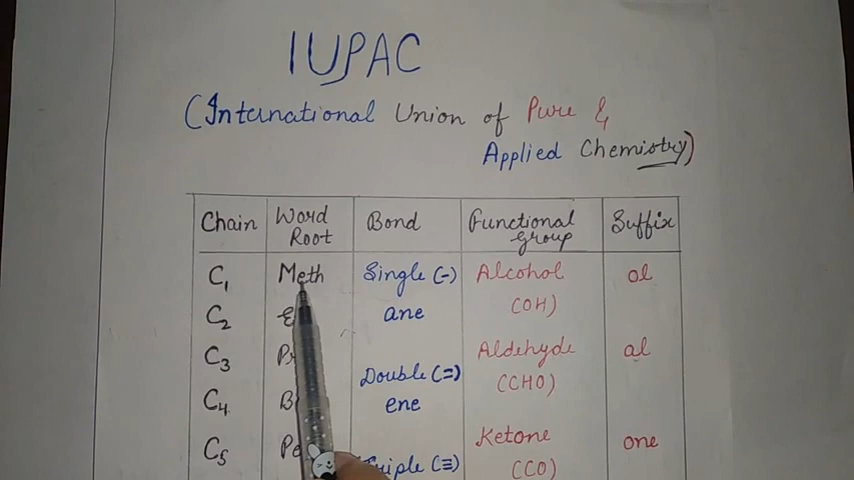 IUPAC
(International Union of Pure &
Applied Chemistry)
Chain Word Root Bond Functional Group Suffix
C1 Meth Single (-) Alcohol ol
C2 ane (OH)
C3 Aldehyde al
Double (=) (CHO)
C4 ene
C5 Ketone one
Triple (≡) (CO)